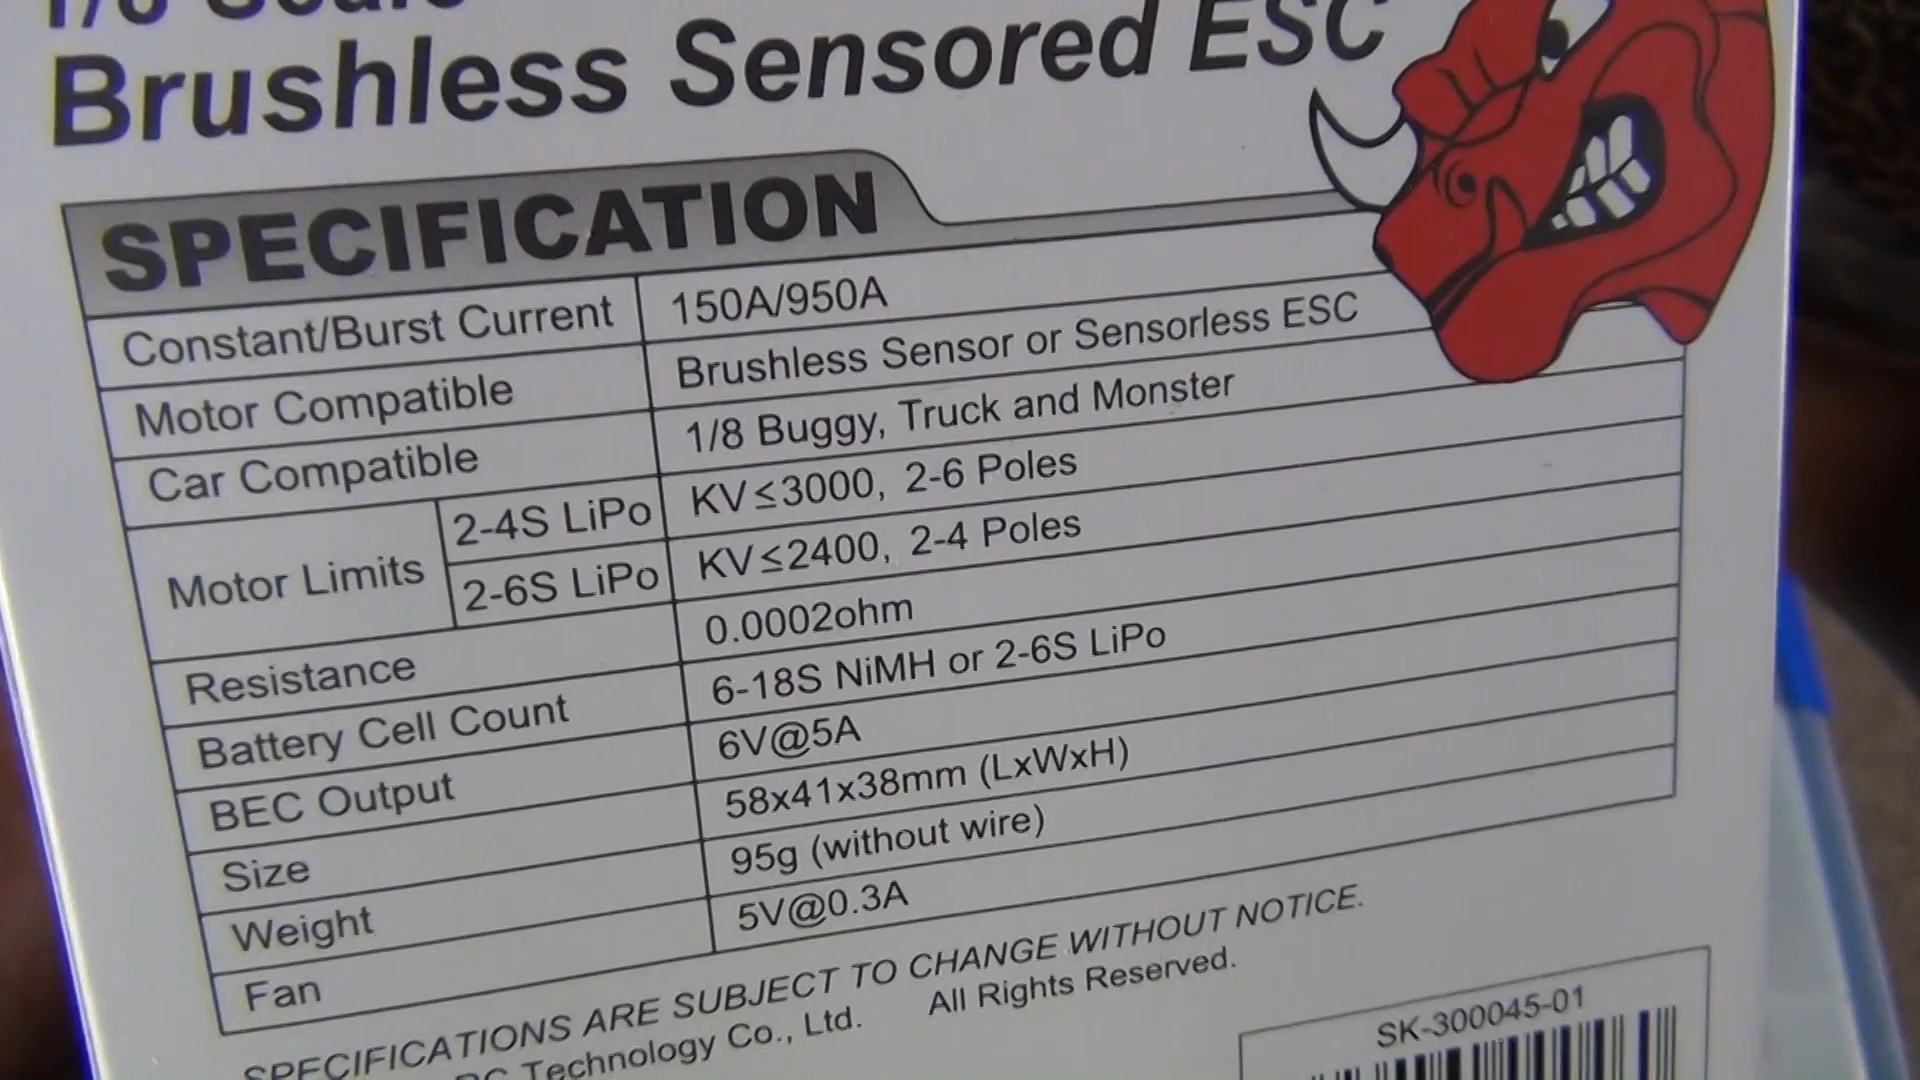 1/8 Scale
Brushless Sensored ESC
SPECIFICATION
Constant/Burst Current 150A/950A
Motor Compatible Brushless Sensor or Sensorless ESC
Car Compatible 1/8 Buggy, Truck and Monster
Motor Limits 2-4S LiPo KV≤3000, 2-6 Poles
2-6S LiPo KV≤2400, 2-4 Poles
Resistance 0.0002ohm
Battery Cell Count 6-18S NiMH or 2-6S LiPo
BEC Output 6V@5A
Size 58x41x38mm (LxWxH)
Weight 95g (without wire)
Fan 5V@0.3A
SPECIFICATIONS ARE SUBJECT TO CHANGE WITHOUT NOTICE.
RC Technology Co., Ltd. All Rights Reserved.
SK-300045-01